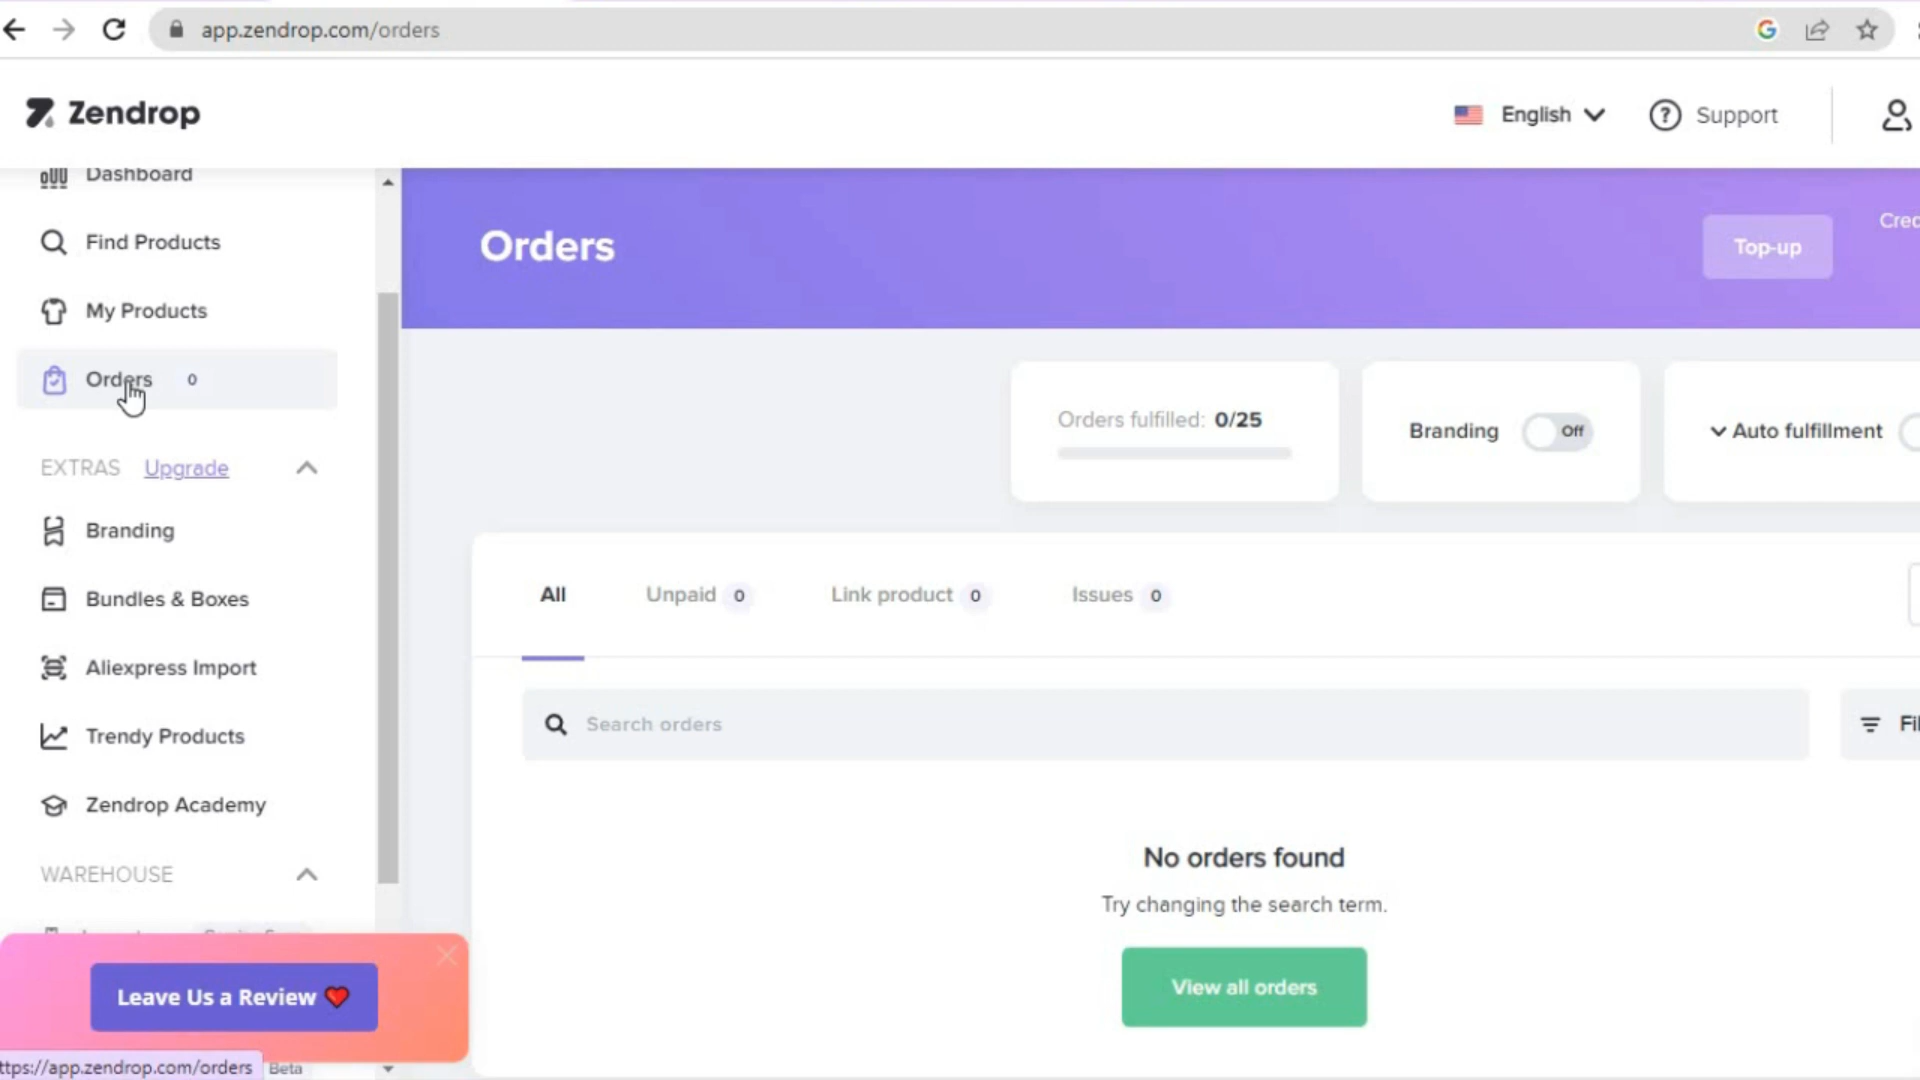 app.zendrop.com/orders
Zendrop
English
Support
Dashboard
Find Products
My Products
Orders 0
EXTRAS Upgrade
Branding
Bundles & Boxes
Aliexpress Import
Trendy Products
Zendrop Academy
WAREHOUSE
Leave Us a Review
ttps://app.zendrop.com/orders
Beta
Orders
Top-up
Cred
Orders fulfilled: 0/25
Branding Off
Auto fulfillment
All
Unpaid 0
Link product 0
Issues 0
Search orders
Fil
No orders found
Try changing the search term.
View all orders